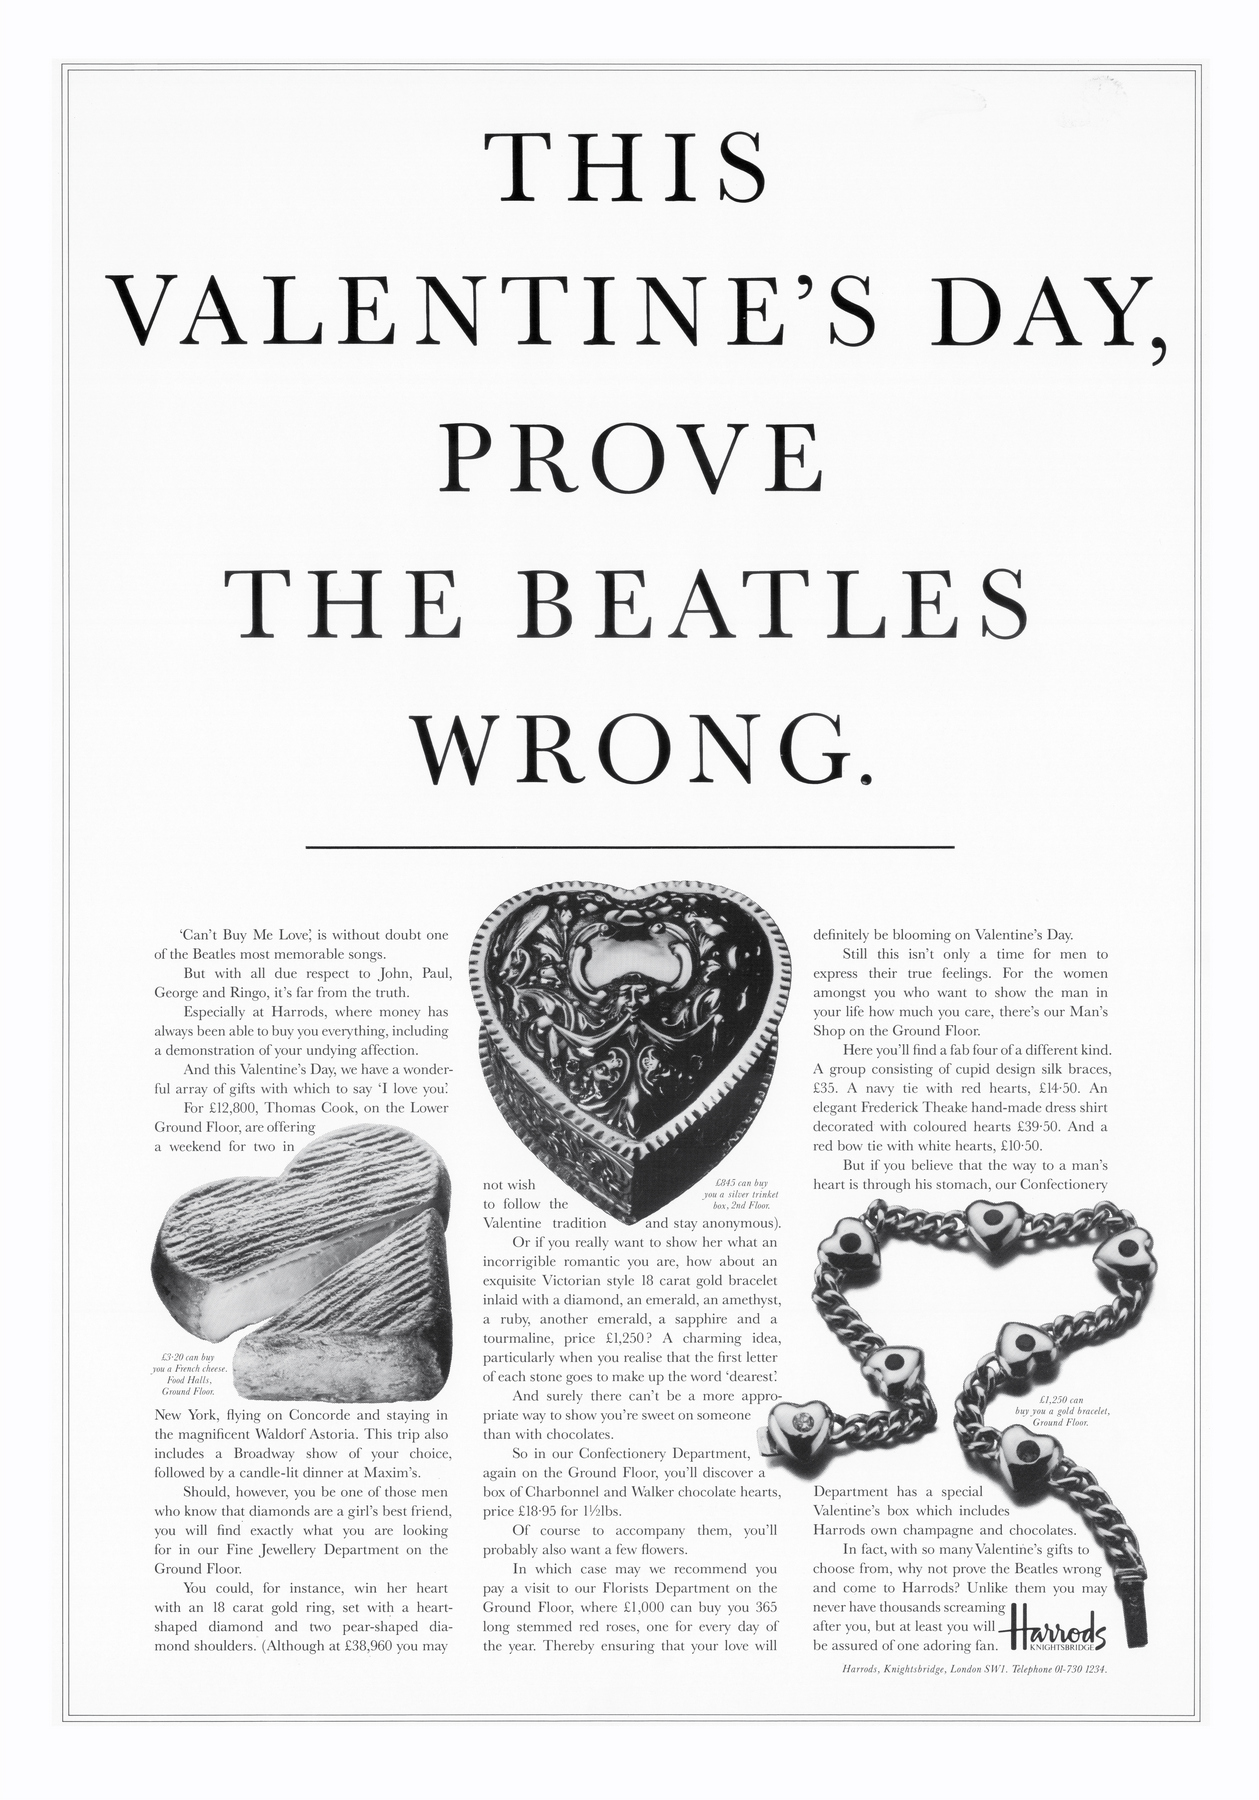 THIS
VALENTINE'S DAY,
PROVE
THE BEATLES
WRONG.
'Can't Buy Me Love', is without doubt one
of the Beatles most memorable songs.
But with all due respect to John, Paul,
George and Ringo, it's far from the truth.
Especially at Harrods, where money has
always been able to buy you everything, including
a demonstration of your undying affection.
And this Valentine's Day, we have a wonder-
ful array of gifts with which to say 'I love you'.
For £12,800, Thomas Cook, on the Lower
Ground Floor, are offering
a weekend for two in
£3·20 can buy
you a French cheese.
Food Halls,
Ground Floor.
New York, flying on Concorde and staying in
the magnificent Waldorf Astoria. This trip also
includes a Broadway show of your choice,
followed by a candle-lit dinner at Maxim's.
Should, however, you be one of those men
who know that diamonds are a girl's best friend,
you will find exactly what you are looking
for in our Fine Jewellery Department on the
Ground Floor.
You could, for instance, win her heart
with an 18 carat gold ring, set with a heart-
shaped diamond and two pear-shaped dia-
mond shoulders. (Although at £38,960 you may
not wish
to follow the
Valentine tradition and stay anonymous).
£845 can buy
you a silver trinket
box, 2nd Floor.
Or if you really want to show her what an
incorrigible romantic you are, how about an
exquisite Victorian style 18 carat gold bracelet
inlaid with a diamond, an emerald, an amethyst,
a ruby, another emerald, a sapphire and a
tourmaline, price £1,250? A charming idea,
particularly when you realise that the first letter
of each stone goes to make up the word 'dearest'.
And surely there can't be a more appro-
priate way to show you're sweet on someone
than with chocolates.
So in our Confectionery Department,
again on the Ground Floor, you'll discover a
box of Charbonnel and Walker chocolate hearts,
price £18·95 for 1½lbs.
Of course to accompany them, you'll
probably also want a few flowers.
In which case may we recommend you
pay a visit to our Florists Department on the
Ground Floor, where £1,000 can buy you 365
long stemmed red roses, one for every day of
the year. Thereby ensuring that your love will
definitely be blooming on Valentine's Day.
Still this isn't only a time for men to
express their true feelings. For the women
amongst you who want to show the man in
your life how much you care, there's our Man's
Shop on the Ground Floor.
Here you'll find a fab four of a different kind.
A group consisting of cupid design silk braces,
£35. A navy tie with red hearts, £14·50. An
elegant Frederick Theake hand-made dress shirt
decorated with coloured hearts £39·50. And a
red bow tie with white hearts, £10·50.
But if you believe that the way to a man's
heart is through his stomach, our Confectionery
£1,250 can
buy you a gold bracelet,
Ground Floor.
Department has a special
Valentine's box which includes
Harrods own champagne and chocolates.
In fact, with so many Valentine's gifts to
choose from, why not prove the Beatles wrong
and come to Harrods? Unlike them you may
never have thousands screaming
after you, but at least you will
be assured of one adoring fan.
Harrods
KNIGHTSBRIDGE
Harrods, Knightsbridge, London SW1. Telephone 01-730 1234.